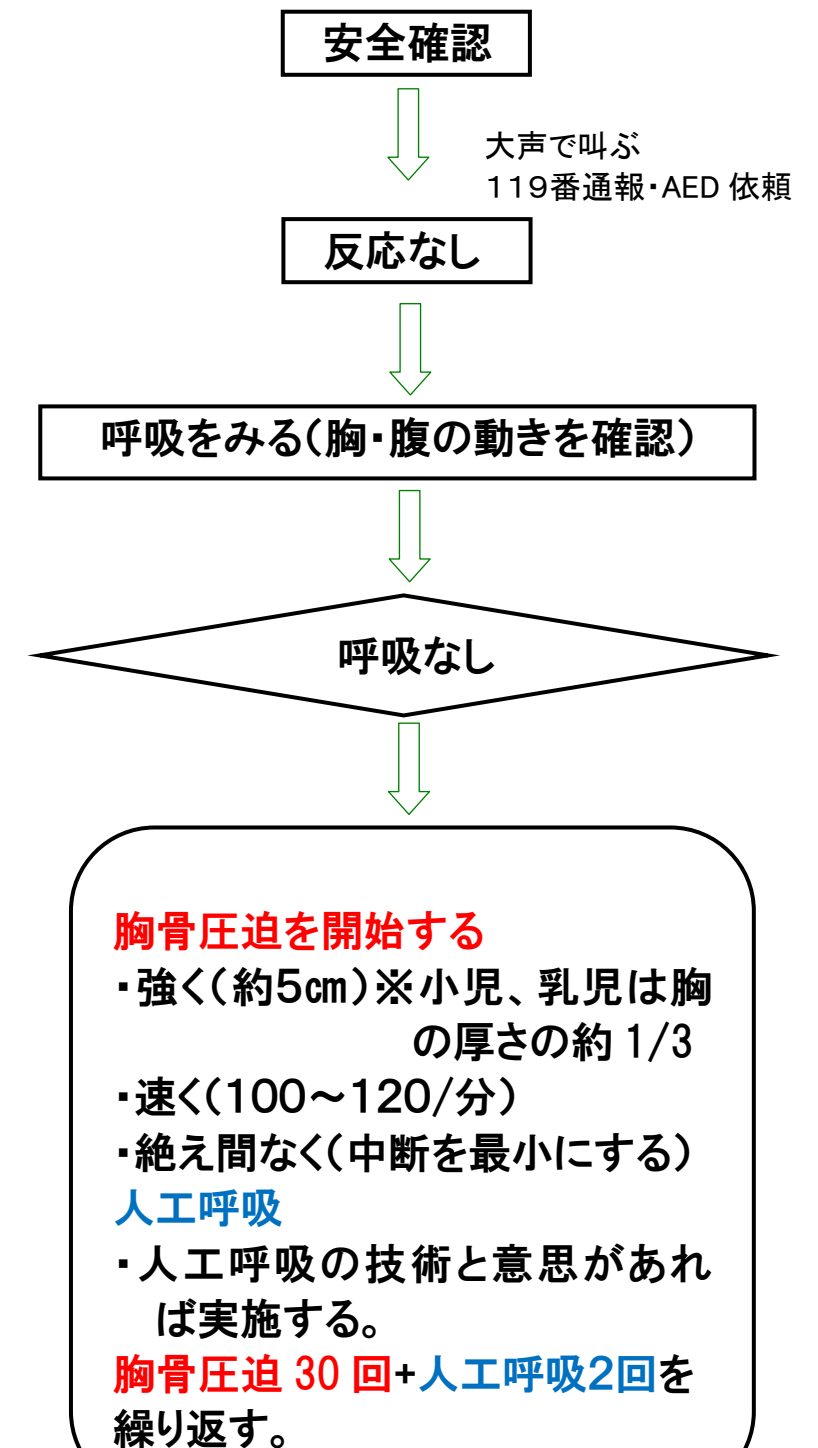 安全確認
大声で叫ぶ
119番通報・AED 依頼
反応なし
呼吸をみる(胸・腹の動きを確認)
呼吸なし
胸骨圧迫を開始する
・強く(約5㎝)※小児、乳児は胸
の厚さの約 1/3
・速く(100～120/分)
・絶え間なく(中断を最小にする)
人工呼吸
・人工呼吸の技術と意思があれ
ば実施する。
胸骨圧迫 30 回+人工呼吸2回を
繰り返す。